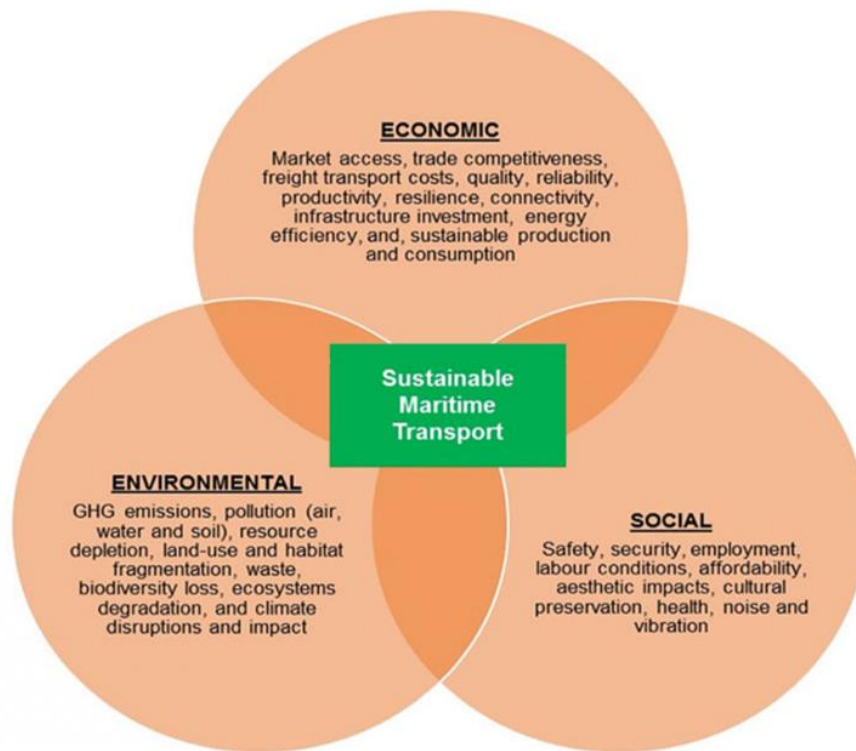 ECONOMIC
Market access, trade competitiveness,
freight transport costs, quality, reliability,
productivity, resilience, connectivity,
infrastructure investment, energy
efficiency, and, sustainable production
and consumption
Sustainable
Maritime
Transport
ENVIRONMENTAL
GHG emissions, pollution (air,
water and soil), resource
depletion, land-use and habitat
fragmentation, waste,
biodiversity loss, ecosystems
degradation, and climate
disruptions and impact
SOCIAL
Safety, security, employment,
labour conditions, affordability,
aesthetic impacts, cultural
preservation, health, noise and
vibration